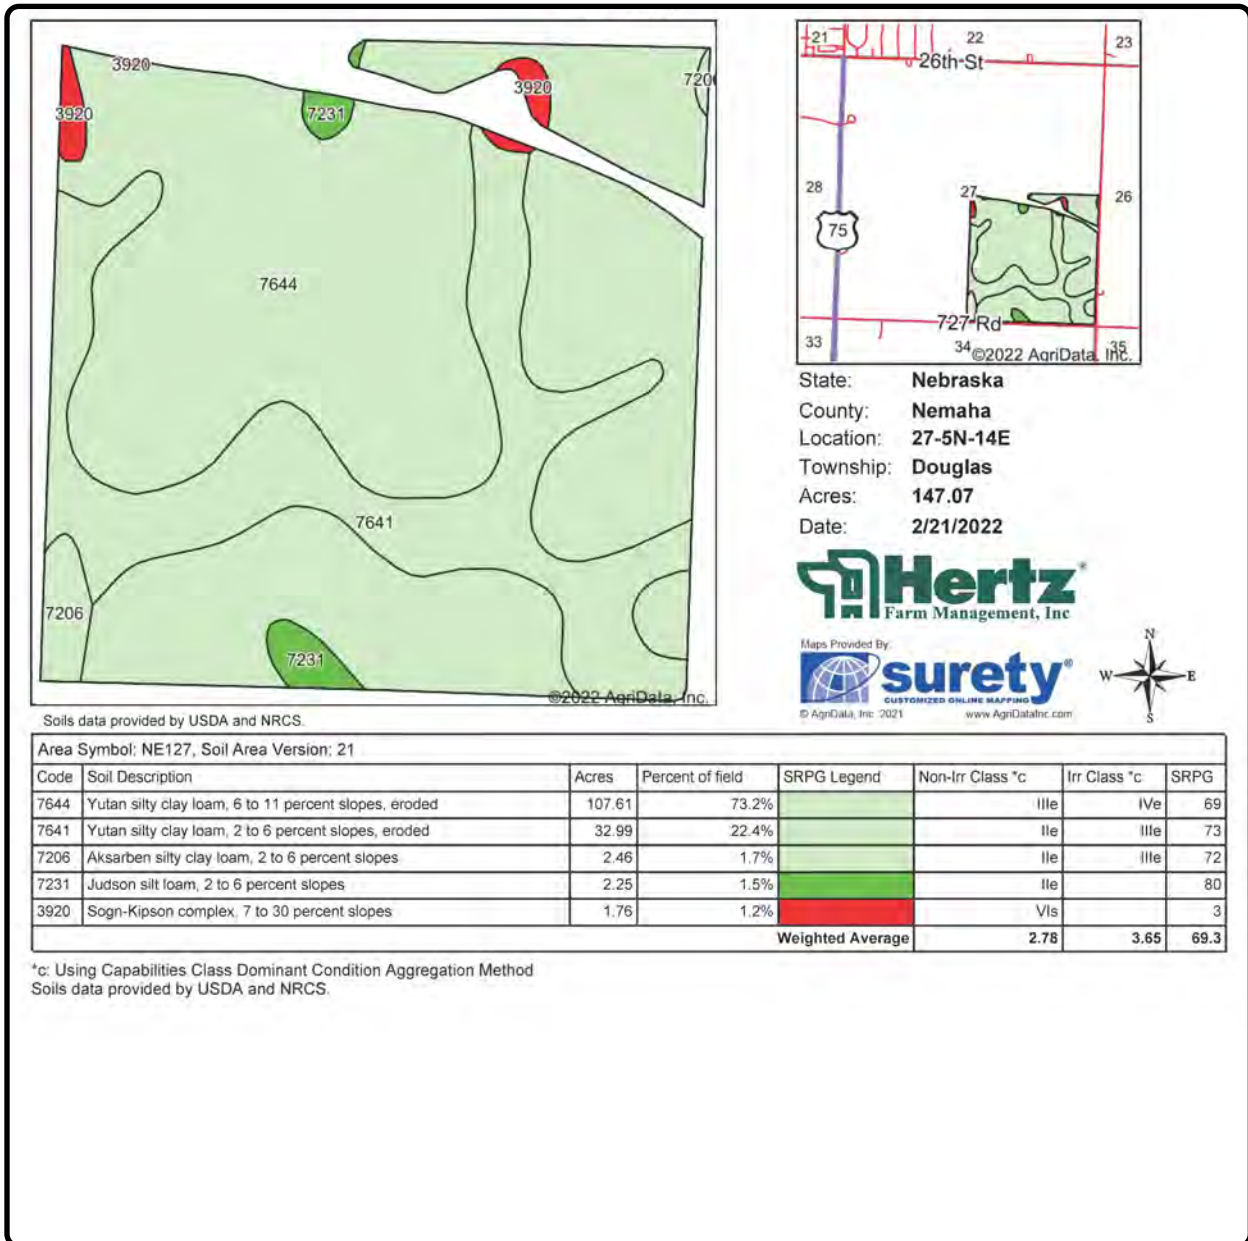 3920
3920
7231
3920
720
7644
7641
7206
7231
©2022 AgriData, Inc.
Soils data provided by USDA and NRCS.
21
22
23
26th St
28
27
26
75
727 Rd
33
34
35
©2022 AgriData, Inc.
State: Nebraska
County: Nemaha
Location: 27-5N-14E
Township: Douglas
Acres: 147.07
Date: 2/21/2022
Hertz®
Farm Management, Inc
Maps Provided By:
surety®
CUSTOMIZED ONLINE MAPPING
© AgriData, Inc. 2021 www.AgriDataInc.com
N
W E
S
Area Symbol: NE127, Soil Area Version: 21
Code Soil Description Acres Percent of field SRPG Legend Non-Irr Class *c Irr Class *c SRPG
7644 Yutan silty clay loam, 6 to 11 percent slopes, eroded 107.61 73.2% IIIe IVe 69
7641 Yutan silty clay loam, 2 to 6 percent slopes, eroded 32.99 22.4% IIe IIIe 73
7206 Aksarben silty clay loam, 2 to 6 percent slopes 2.46 1.7% IIe IIIe 72
7231 Judson silt loam, 2 to 6 percent slopes 2.25 1.5% IIe 80
3920 Sogn-Kipson complex, 7 to 30 percent slopes 1.76 1.2% VIs 3
Weighted Average 2.78 3.65 69.3
*c: Using Capabilities Class Dominant Condition Aggregation Method
Soils data provided by USDA and NRCS.